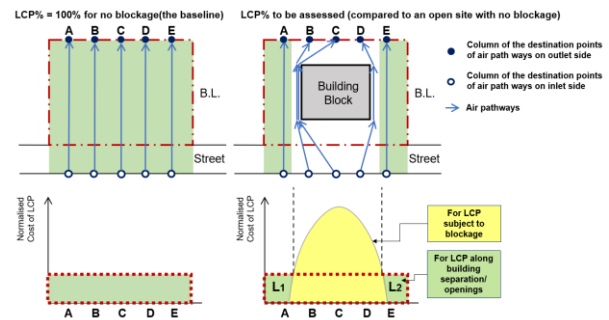 LCP% = 100% for no blockage(the baseline)
LCP% to be assessed (compared to an open site with no blockage)
A B C D E
A B C D E
Column of the destination points
of air path ways on outlet side
Column of the destination points
of air path ways on inlet side
Air pathways
B.L.
Building
Block
B.L.
Street
Street
Normalised
Cost of LCP
Normalised
Cost of LCP
For LCP
subject to
blockage
For LCP along
building
separation/
openings
L1
L2
A B C D E
A B C D E